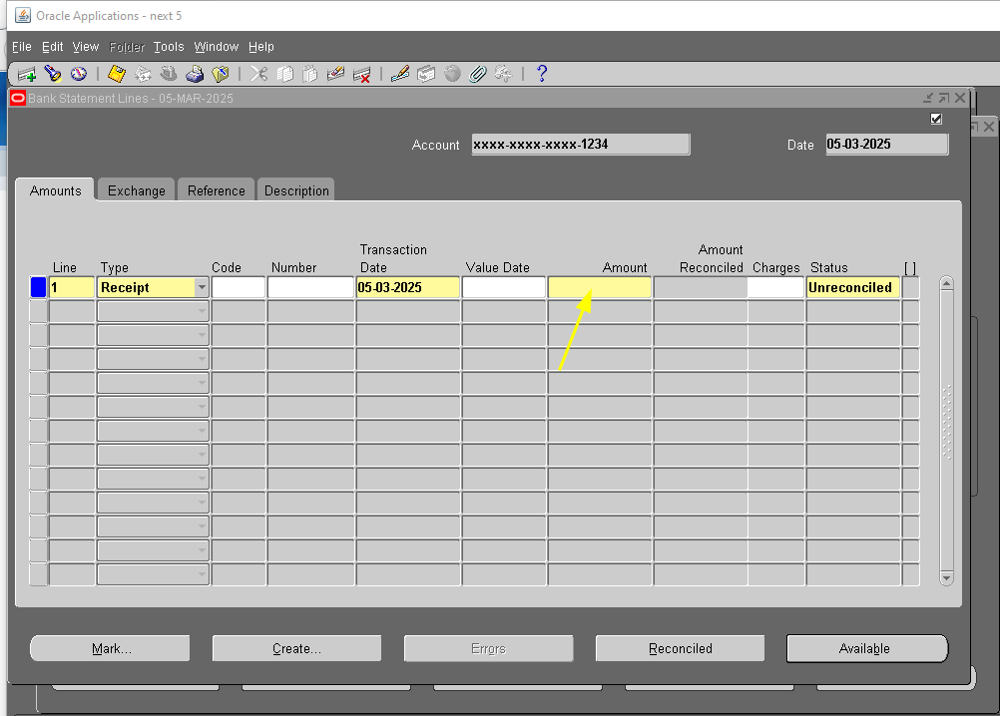 Oracle Applications - next 5
File Edit View Folder Tools Window Help
Bank Statement Lines - 05-MAR-2025
Account xxxx-xxxx-xxxx-1234 Date 05-03-2025
Amounts Exchange Reference Description
Transaction Amount
Line Type Code Number Date Value Date Amount Reconciled Charges Status [ ]
1 Receipt 05-03-2025 Unreconciled
Mark... Create... Errors Reconciled Available